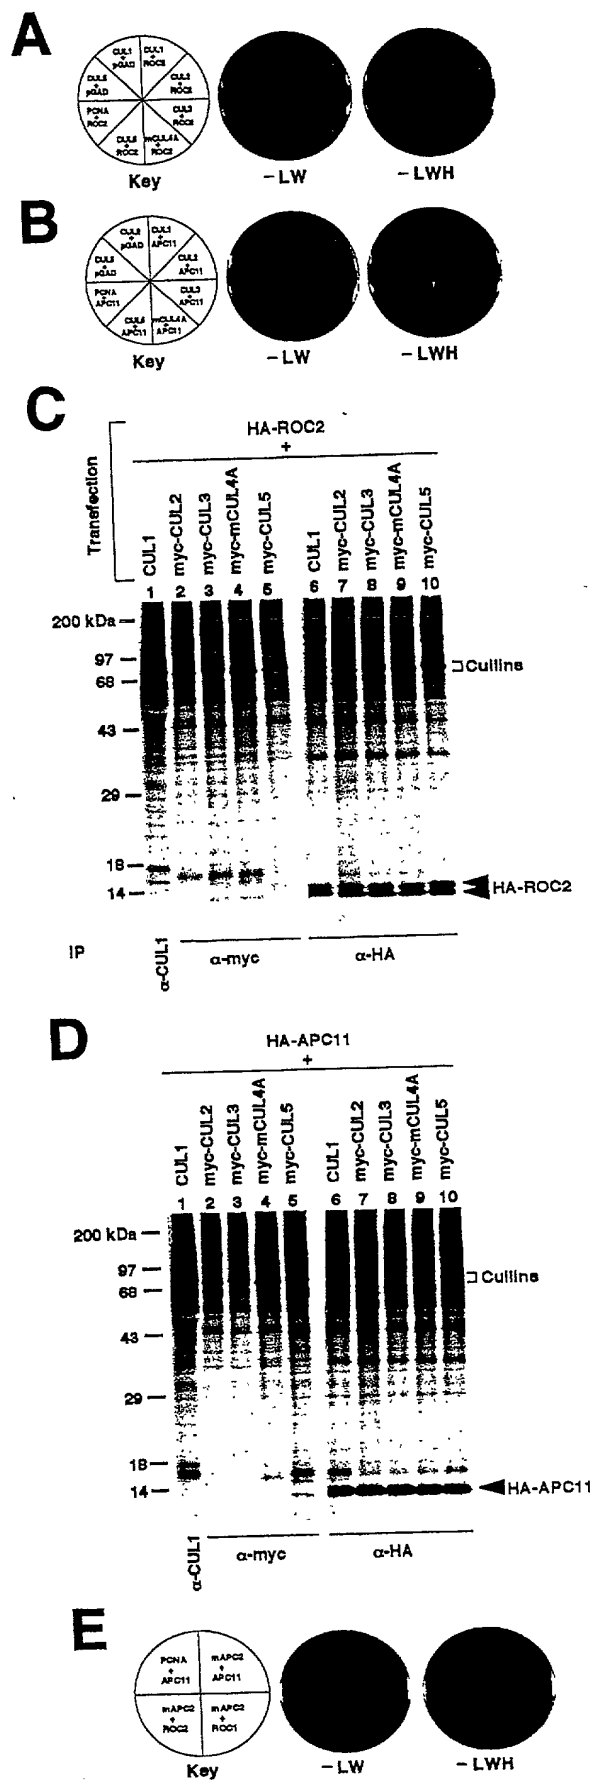 A
CUL1 + pGAD
CUL1 + ROC2
CUL5 + pGAD
CUL2 + ROC2
PCNA + ROC2
CUL3 + ROC2
CUL5 + ROC2
mCUL4A + ROC2
Key
-LW
-LWH
B
CUL2 + pGAD
CUL1 + APC11
CUL5 + pGAD
CUL2 + APC11
PCNA + APC11
CUL3 + APC11
CUL5 + APC11
mCUL4A + APC11
Key
-LW
-LWH
C
HA-ROC2
+
Transfection
CUL1 myc-CUL2 myc-CUL3 myc-mCUL4A myc-CUL5 CUL1 myc-CUL2 myc-CUL3 myc-mCUL4A myc-CUL5
1 2 3 4 5 6 7 8 9 10
200 kDa
97
Cullins
68
43
29
18
14
HA-ROC2
IP
α-CUL1
α-myc
α-HA
D
HA-APC11
+
CUL1 myc-CUL2 myc-CUL3 myc-mCUL4A myc-CUL5 CUL1 myc-CUL2 myc-CUL3 myc-mCUL4A myc-CUL5
1 2 3 4 5 6 7 8 9 10
200 kDa
97
Cullins
68
43
29
18
14
HA-APC11
α-CUL1
α-myc
α-HA
E
PCNA + APC11
mAPC2 + APC11
mAPC2 + ROC2
mAPC2 + ROC1
Key
-LW
-LWH